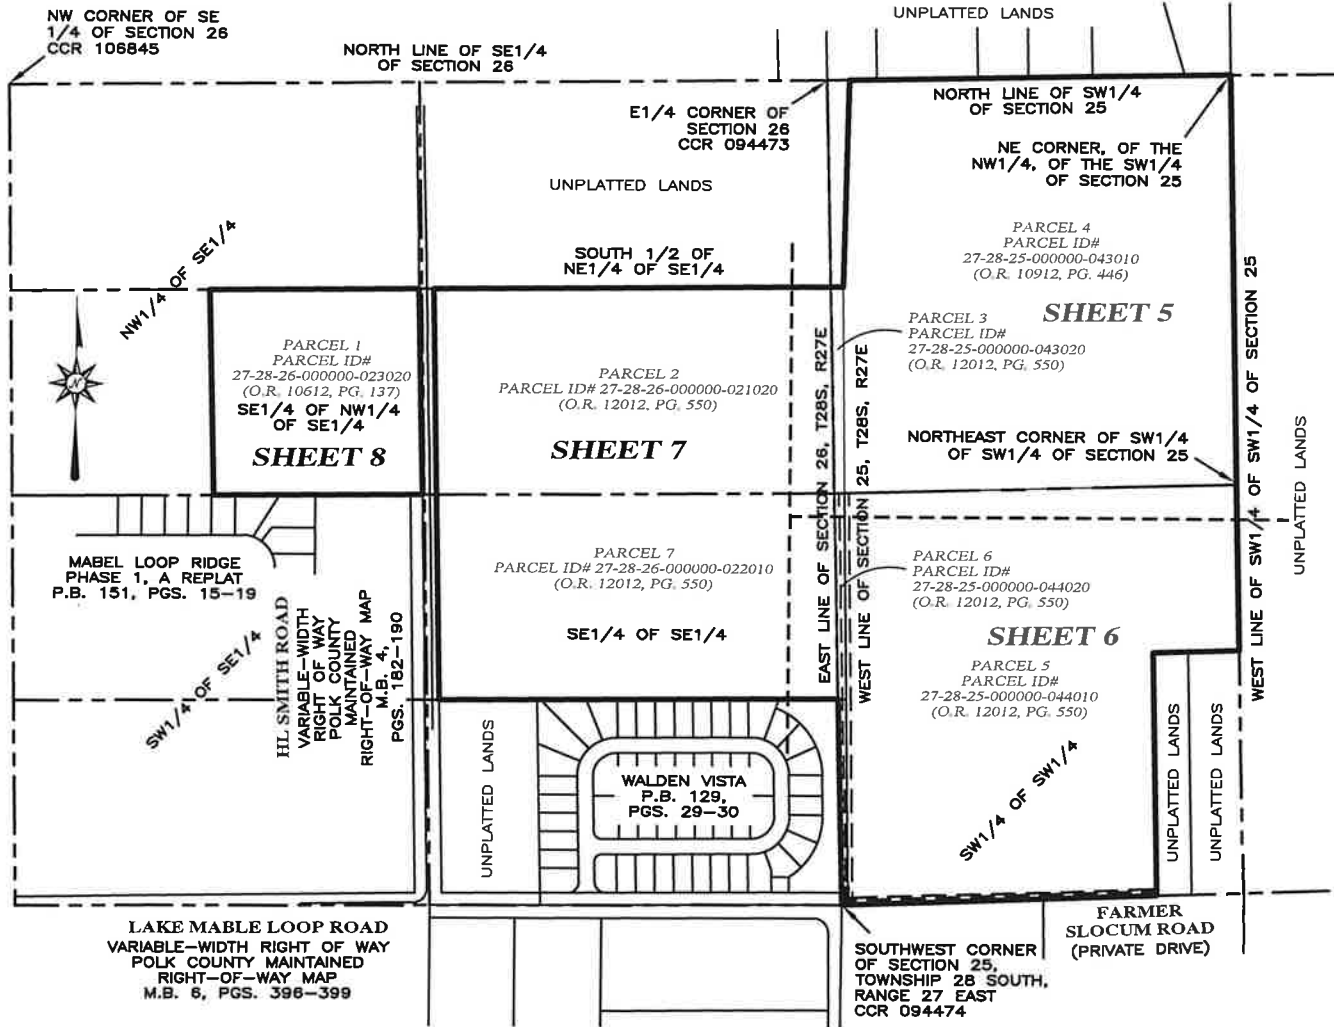 NW CORNER OF SE
1/4 OF SECTION 26
CCR 106845
NORTH LINE OF SE1/4
OF SECTION 26
UNPLATTED LANDS
E1/4 CORNER OF
SECTION 26
CCR 094473
NORTH LINE OF SW1/4
OF SECTION 25
NE CORNER, OF THE
NW1/4, OF THE SW1/4
OF SECTION 25
UNPLATTED LANDS
NW1/4 OF SE1/4
SOUTH 1/2 OF
NE1/4 OF SE1/4
PARCEL 4
PARCEL ID#
27-28-25-000000-043010
(O.R. 10912, PG. 446)
SHEET 5
PARCEL 3
PARCEL ID#
27-28-25-000000-043020
(O.R. 12012, PG. 550)
N
PARCEL 1
PARCEL ID#
27-28-26-000000-023020
(O.R. 10612, PG. 137)
SE1/4 OF NW1/4
OF SE1/4
SHEET 8
PARCEL 2
PARCEL ID# 27-28-26-000000-021020
(O.R. 12012, PG. 550)
SHEET 7
EAST LINE OF SECTION 26, T28S, R27E
WEST LINE OF SECTION 25, T28S, R27E
NORTHEAST CORNER OF SW1/4
OF SW1/4 OF SECTION 25
WEST LINE OF SW1/4 OF SW1/4 OF SECTION 25
UNPLATTED LANDS
MABEL LOOP RIDGE
PHASE 1, A REPLAT
P.B. 151, PGS. 15-19
SW1/4 OF SE1/4
HL SMITH ROAD
VARIABLE-WIDTH
RIGHT OF WAY
POLK COUNTY
MAINTAINED
RIGHT-OF-WAY MAP
M.B. 4,
PGS. 182-190
PARCEL 7
PARCEL ID# 27-28-26-000000-022010
(O.R. 12012, PG. 550)
SE1/4 OF SE1/4
PARCEL 6
PARCEL ID#
27-28-25-000000-044020
(O.R. 12012, PG. 550)
SHEET 6
PARCEL 5
PARCEL ID#
27-28-25-000000-044010
(O.R. 12012, PG. 550)
SW1/4 OF SW1/4
UNPLATTED LANDS
WALDEN VISTA
P.B. 129,
PGS. 29-30
UNPLATTED LANDS
UNPLATTED LANDS
LAKE MABLE LOOP ROAD
VARIABLE-WIDTH RIGHT OF WAY
POLK COUNTY MAINTAINED
RIGHT-OF-WAY MAP
M.B. 6, PGS. 396-399
SOUTHWEST CORNER
OF SECTION 25,
TOWNSHIP 28 SOUTH,
RANGE 27 EAST
CCR 094474
FARMER
SLOCUM ROAD
(PRIVATE DRIVE)